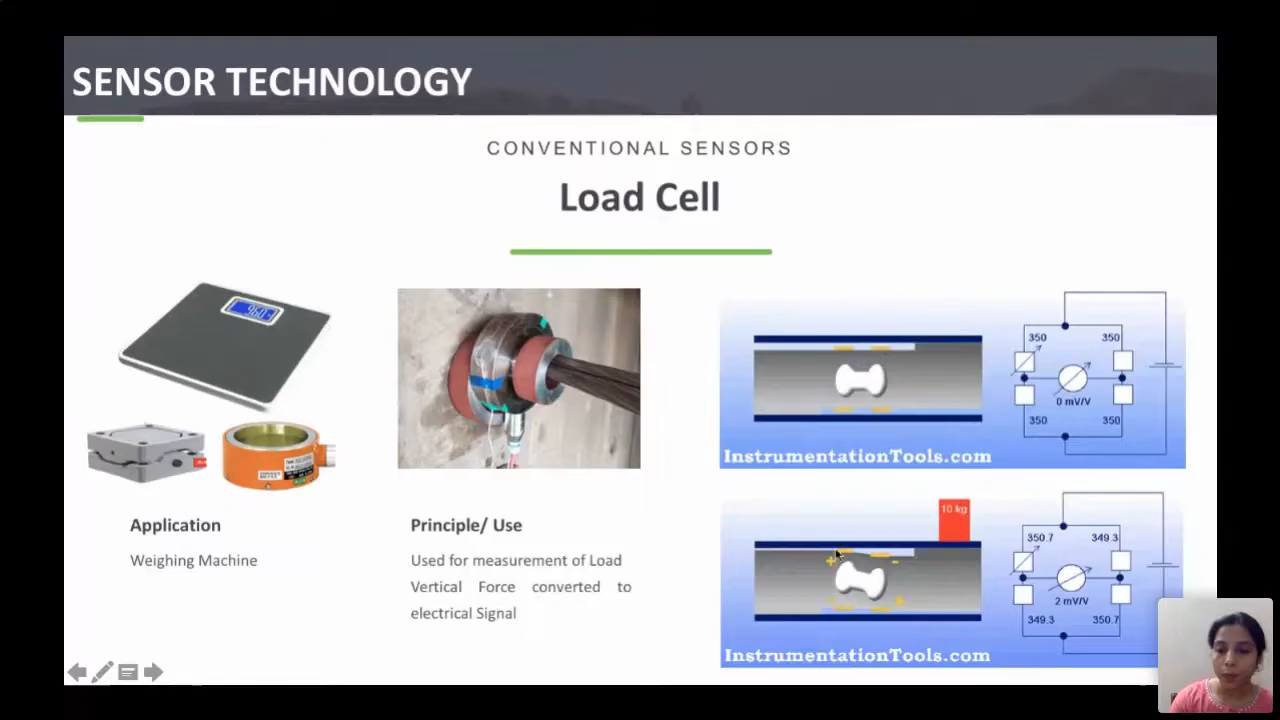 SENSOR TECHNOLOGY
CONVENTIONAL SENSORS
Load Cell
Application
Weighing Machine
Principle/ Use
Used for measurement of Load
Vertical Force converted to
electrical Signal
350 350
0 mV/V
350 350
InstrumentationTools.com
10 kg
350.7 349.3
+ -
2 mV/V
- +
349.3 350.7
InstrumentationTools.com